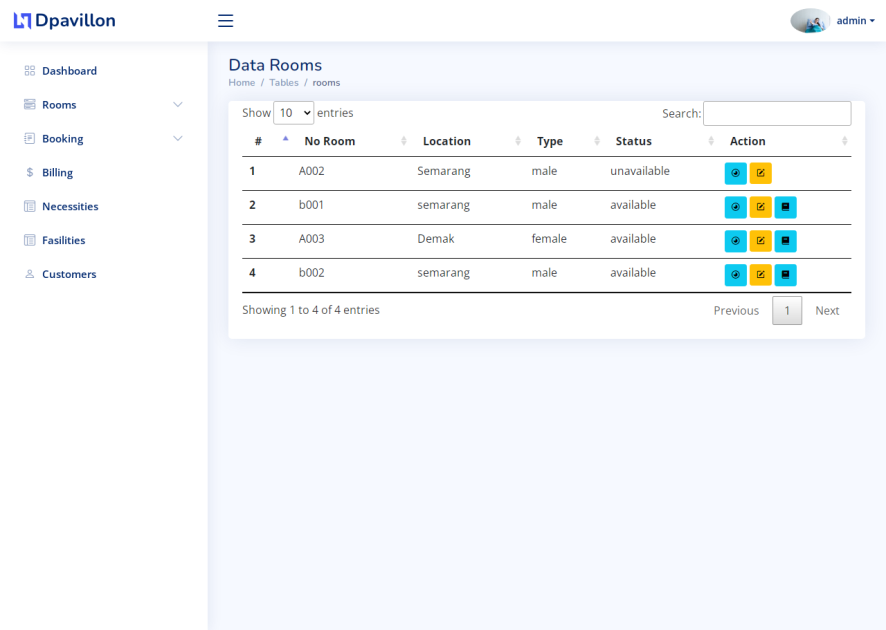 Dpavillon
admin
Dashboard
Rooms
Booking
Billing
Necessities
Fasilities
Customers
Data Rooms
Home / Tables / rooms
Show 10 entries
Search:
# No Room Location Type Status Action
1 A002 Semarang male unavailable
2 b001 semarang male available
3 A003 Demak female available
4 b002 semarang male available
Showing 1 to 4 of 4 entries
Previous 1 Next